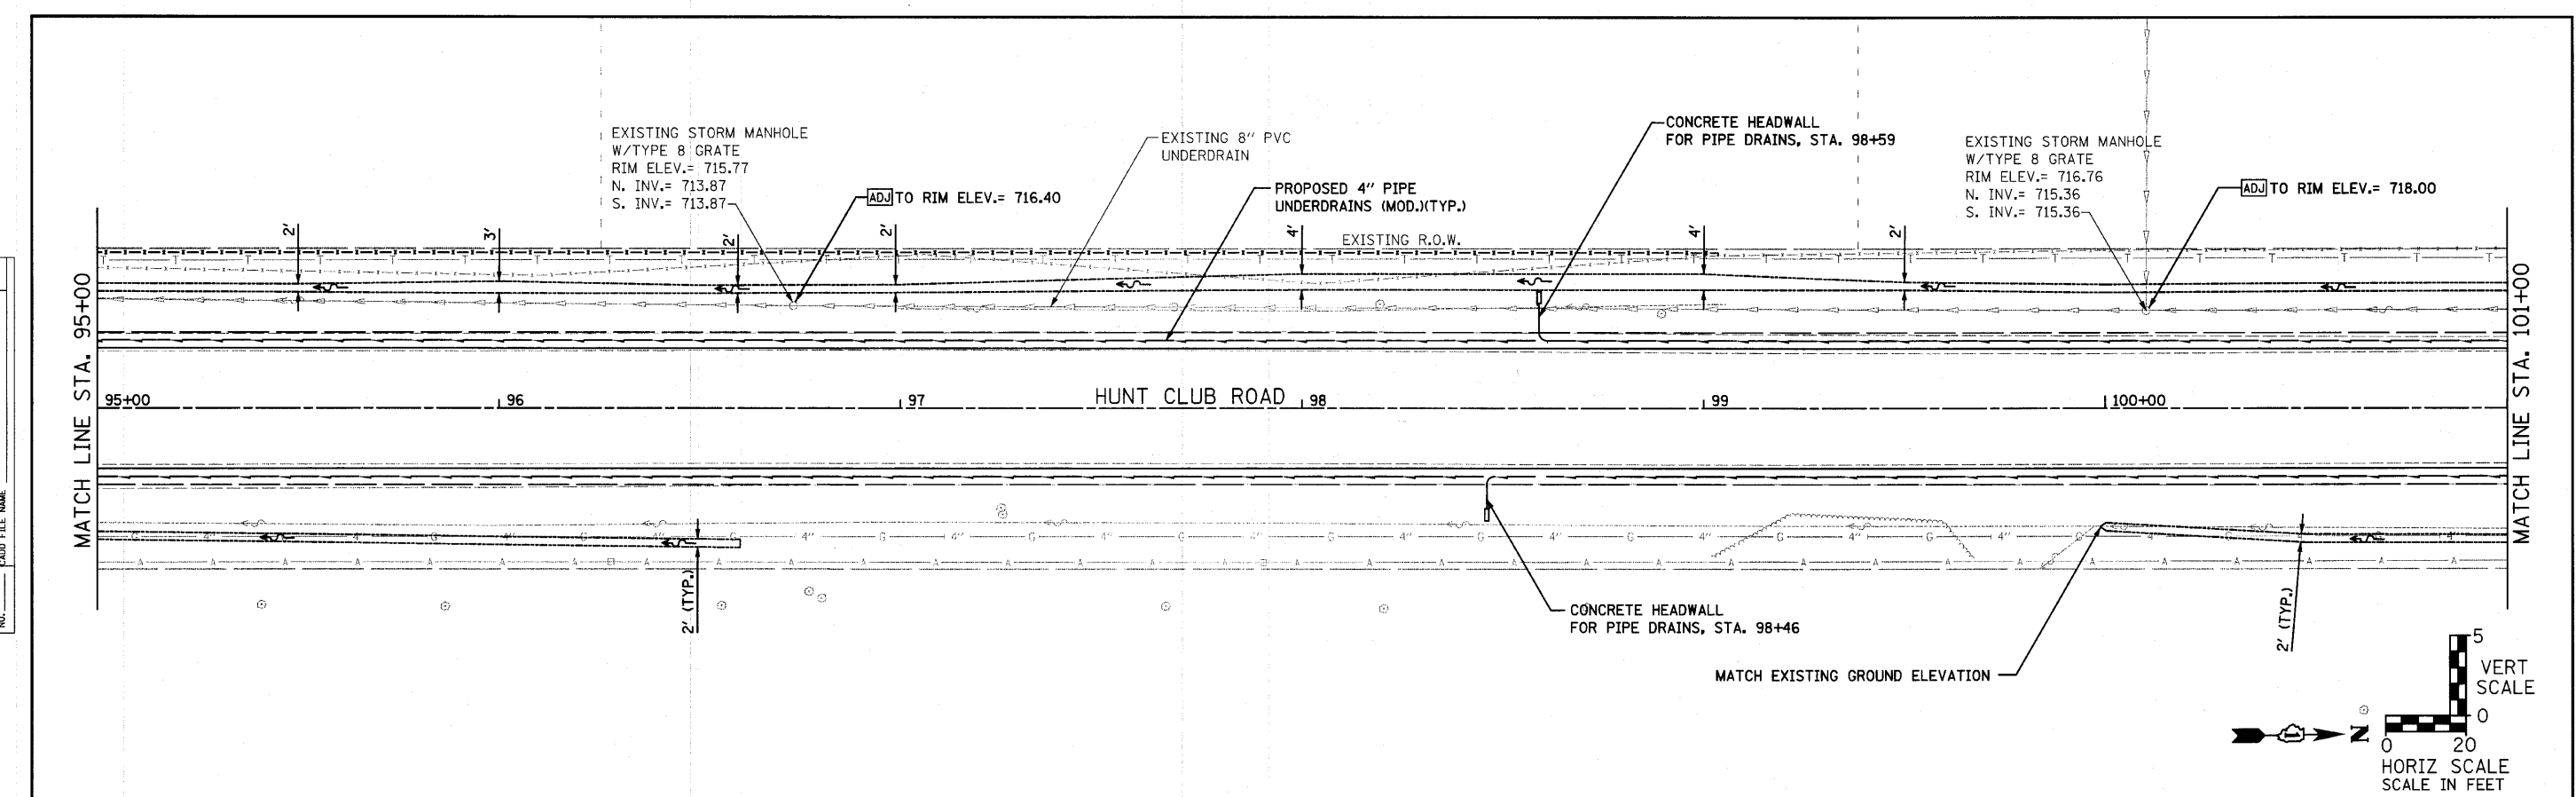 EXISTING STORM MANHOLE
W/TYPE 8 GRATE
RIM ELEV.= 715.77
N. INV.= 713.87
S. INV.= 713.87
ADJ TO RIM ELEV.= 716.40
EXISTING 8" PVC
UNDERDRAIN
PROPOSED 4" PIPE
UNDERDRAINS (MOD.)(TYP.)
CONCRETE HEADWALL
FOR PIPE DRAINS, STA. 98+59
EXISTING STORM MANHOLE
W/TYPE 8 GRATE
RIM ELEV.= 716.76
N. INV.= 715.36
S. INV.= 715.36
ADJ TO RIM ELEV.= 718.00
2'
3'
2'
2'
4'
EXISTING R.O.W.
4'
2'
MATCH LINE STA. 95+00
95+00
96
97
HUNT CLUB ROAD
98
99
100+00
MATCH LINE STA. 101+00
2' (TYP.)
CONCRETE HEADWALL
FOR PIPE DRAINS, STA. 98+46
MATCH EXISTING GROUND ELEVATION
2' (TYP.)
5
VERT
SCALE
0
N
0 20
HORIZ SCALE
SCALE IN FEET
NO.
CADD FILE NAME